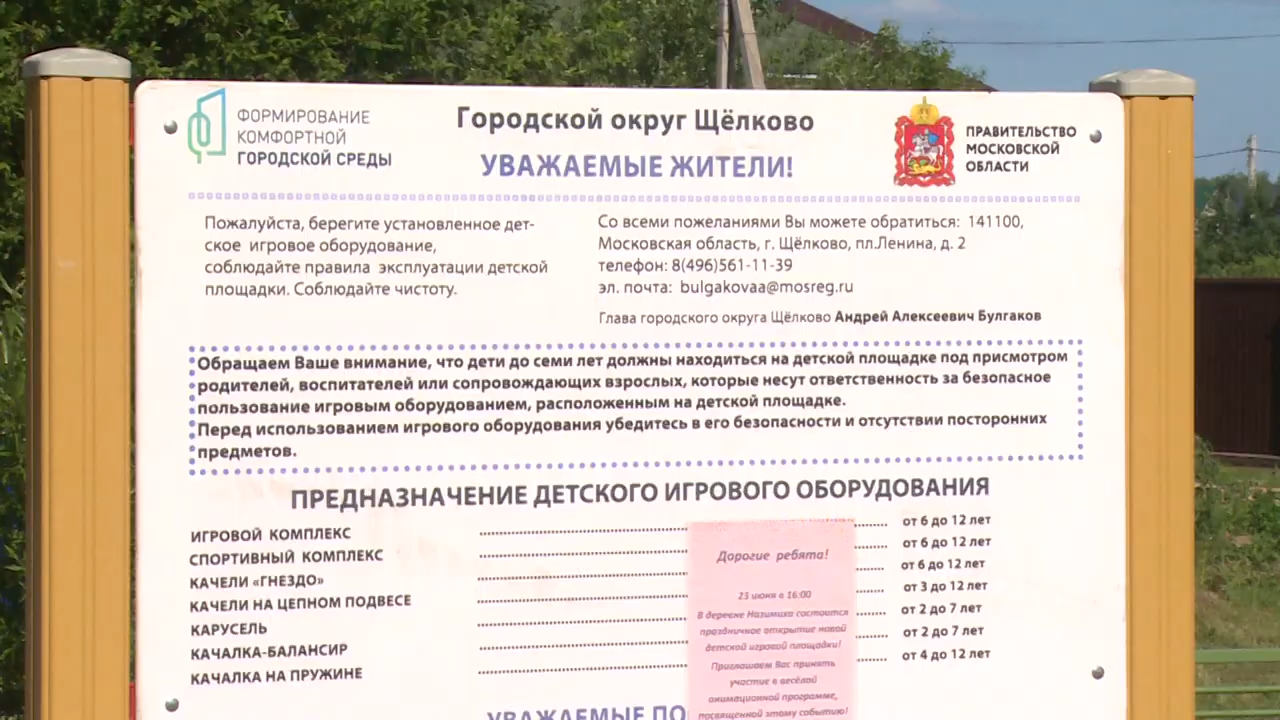 ФОРМИРОВАНИЕ
КОМФОРТНОЙ
ГОРОДСКОЙ СРЕДЫ
Городской округ Щёлково
УВАЖАЕМЫЕ ЖИТЕЛИ!
ПРАВИТЕЛЬСТВО
МОСКОВСКОЙ
ОБЛАСТИ
Пожалуйста, берегите установленное дет-
ское игровое оборудование,
соблюдайте правила эксплуатации детской
площадки. Соблюдайте чистоту.
Со всеми пожеланиями Вы можете обратиться: 141100,
Московская область, г. Щёлково, пл.Ленина, д. 2
телефон: 8(496)561-11-39
эл. почта: bulgakovaa@mosreg.ru
Глава городского округа Щёлково Андрей Алексеевич Булгаков
Обращаем Ваше внимание, что дети до семи лет должны находиться на детской площадке под присмотром
родителей, воспитателей или сопровождающих взрослых, которые несут ответственность за безопасное
пользование игровым оборудованием, расположенным на детской площадке.
Перед использованием игрового оборудования убедитесь в его безопасности и отсутствии посторонних
предметов.
ПРЕДНАЗНАЧЕНИЕ ДЕТСКОГО ИГРОВОГО ОБОРУДОВАНИЯ
ИГРОВОЙ КОМПЛЕКС от 6 до 12 лет
СПОРТИВНЫЙ КОМПЛЕКС от 6 до 12 лет
КАЧЕЛИ «ГНЕЗДО» от 6 до 12 лет
КАЧЕЛИ НА ЦЕПНОМ ПОДВЕСЕ от 3 до 12 лет
КАРУСЕЛЬ от 2 до 7 лет
КАЧАЛКА-БАЛАНСИР от 2 до 7 лет
КАЧАЛКА НА ПРУЖИНЕ от 4 до 12 лет
Дорогие ребята!
23 июня в 16:00
В деревне Назимиха состоится
праздничное открытие новой
детской игровой площадки!
Приглашаем Вас принять
участие в весёлой
анимационной программе,
посвященной этому событию!
УВАЖАЕМЫЕ ПО